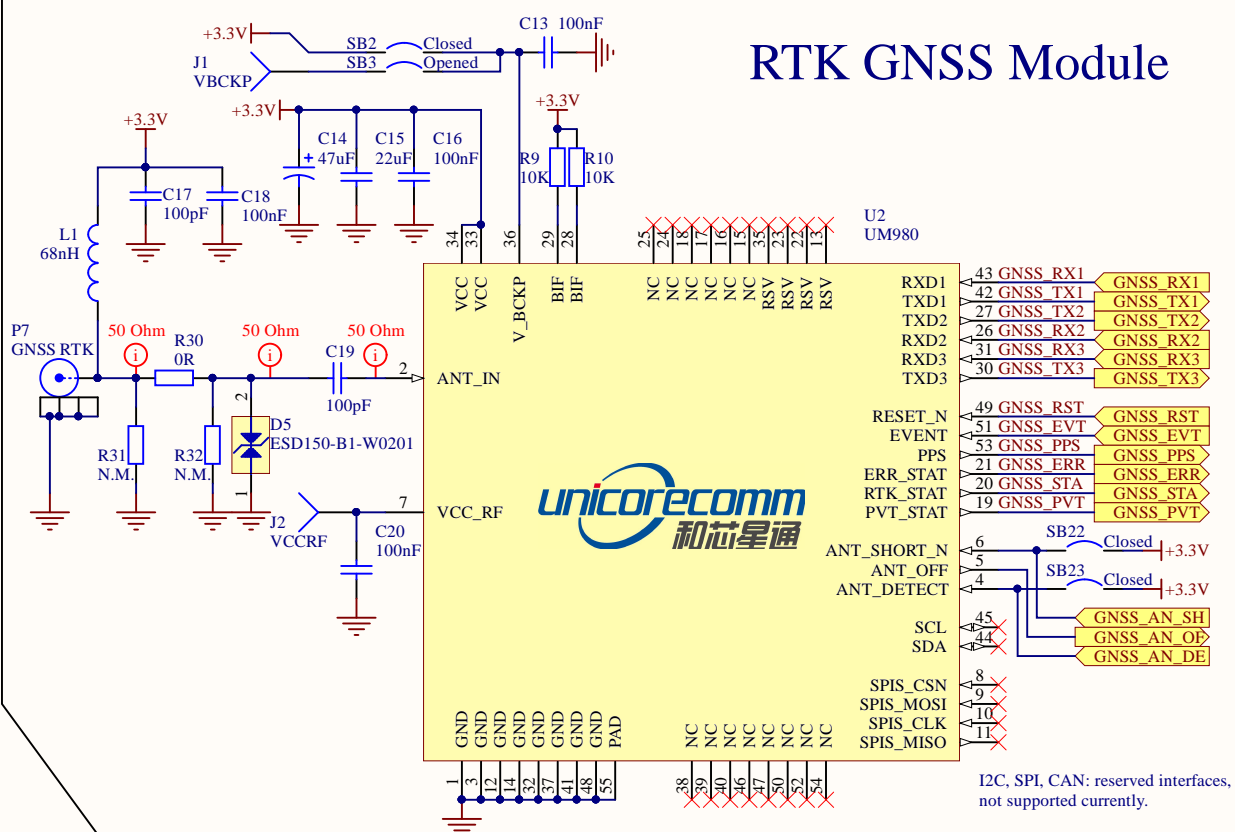 RTK GNSS Module
+3.3V
SB2
Closed
C13 100nF
J1
VBCKP
SB3
Opened
+3.3V
C14
47uF
+
C15
22uF
C16
100nF
+3.3V
R9
10K
R10
10K
+3.3V
C17
100pF
C18
100nF
L1
68nH
P7
GNSS RTK
50 Ohm
i
R30
0R
50 Ohm
i
50 Ohm
i
C19
100pF
R31
N.M.
R32
N.M.
2
D5
ESD150-B1-W0201
1
J2
VCCRF
C20
100nF
U2
UM980
34
VCC
33
VCC
36
V_BCKP
29
BIF
28
BIF
25
NC
24
NC
18
NC
17
NC
16
NC
15
NC
35
RSV
23
RSV
22
RSV
13
RSV
2
ANT_IN
7
VCC_RF
unicorecomm
和芯星通
RXD1 43 GNSS_RX1 GNSS_RX1
TXD1 42 GNSS_TX1 GNSS_TX1
TXD2 27 GNSS_TX2 GNSS_TX2
RXD2 26 GNSS_RX2 GNSS_RX2
RXD3 31 GNSS_RX3 GNSS_RX3
TXD3 30 GNSS_TX3 GNSS_TX3
RESET_N 49 GNSS_RST GNSS_RST
EVENT 51 GNSS_EVT GNSS_EVT
PPS 53 GNSS_PPS GNSS_PPS
ERR_STAT 21 GNSS_ERR GNSS_ERR
RTK_STAT 20 GNSS_STA GNSS_STA
PVT_STAT 19 GNSS_PVT GNSS_PVT
ANT_SHORT_N 6 SB22 Closed +3.3V
ANT_OFF 5
ANT_DETECT 4 SB23 Closed +3.3V
GNSS_AN_SH
GNSS_AN_OF
GNSS_AN_DE
SCL 45
SDA 44
SPIS_CSN 8
SPIS_MOSI 9
SPIS_CLK 10
SPIS_MISO 11
GND
1
GND
3
GND
12
GND
14
GND
32
GND
37
GND
41
GND
48
PAD
55
NC
38
NC
39
NC
40
NC
46
NC
47
NC
50
NC
52
NC
54
I2C, SPI, CAN: reserved interfaces,
not supported currently.